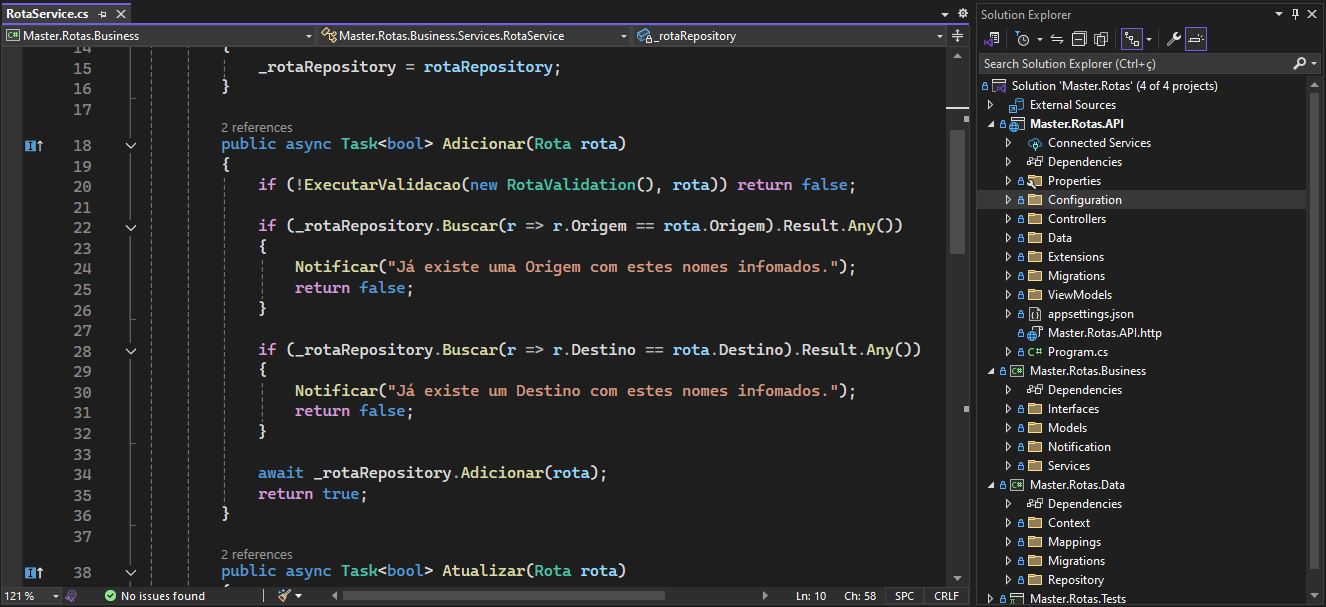 RotaService.cs
Master.Rotas.Business
Master.Rotas.Business.Services.RotaService
_rotaRepository
14
{
15
_rotaRepository = rotaRepository;
16
}
17
2 references
18
public async Task<bool> Adicionar(Rota rota)
19
{
20
if (!ExecutarValidacao(new RotaValidation(), rota)) return false;
21
22
if (_rotaRepository.Buscar(r => r.Origem == rota.Origem).Result.Any())
23
{
24
Notificar("Já existe uma Origem com estes nomes infomados.");
25
return false;
26
}
27
28
if (_rotaRepository.Buscar(r => r.Destino == rota.Destino).Result.Any())
29
{
30
Notificar("Já existe um Destino com estes nomes infomados.");
31
return false;
32
}
33
34
await _rotaRepository.Adicionar(rota);
35
return true;
36
}
37
2 references
38
public async Task<bool> Atualizar(Rota rota)
121 %
No issues found
Ln: 10
Ch: 58
SPC
CRLF
Solution Explorer
Search Solution Explorer (Ctrl+ç)
Solution 'Master.Rotas' (4 of 4 projects)
External Sources
Master.Rotas.API
Connected Services
Dependencies
Properties
Configuration
Controllers
Data
Extensions
Migrations
ViewModels
appsettings.json
Master.Rotas.API.http
C# Program.cs
C# Master.Rotas.Business
Dependencies
Interfaces
Models
Notification
Services
C# Master.Rotas.Data
Dependencies
Context
Mappings
Migrations
Repository
Master.Rotas.Tests